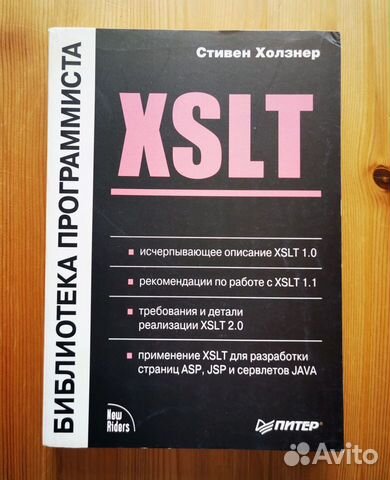 Стивен Холзнер
БИБЛИОТЕКА ПРОГРАММИСТА
XSLT
исчерпывающее описание XSLT 1.0
рекомендации по работе с XSLT 1.1
требования и детали
реализации XSLT 2.0
применение XSLT для разработки
страниц ASP, JSP и сервлетов JAVA
New
Riders
ПИТЕР®
Avito